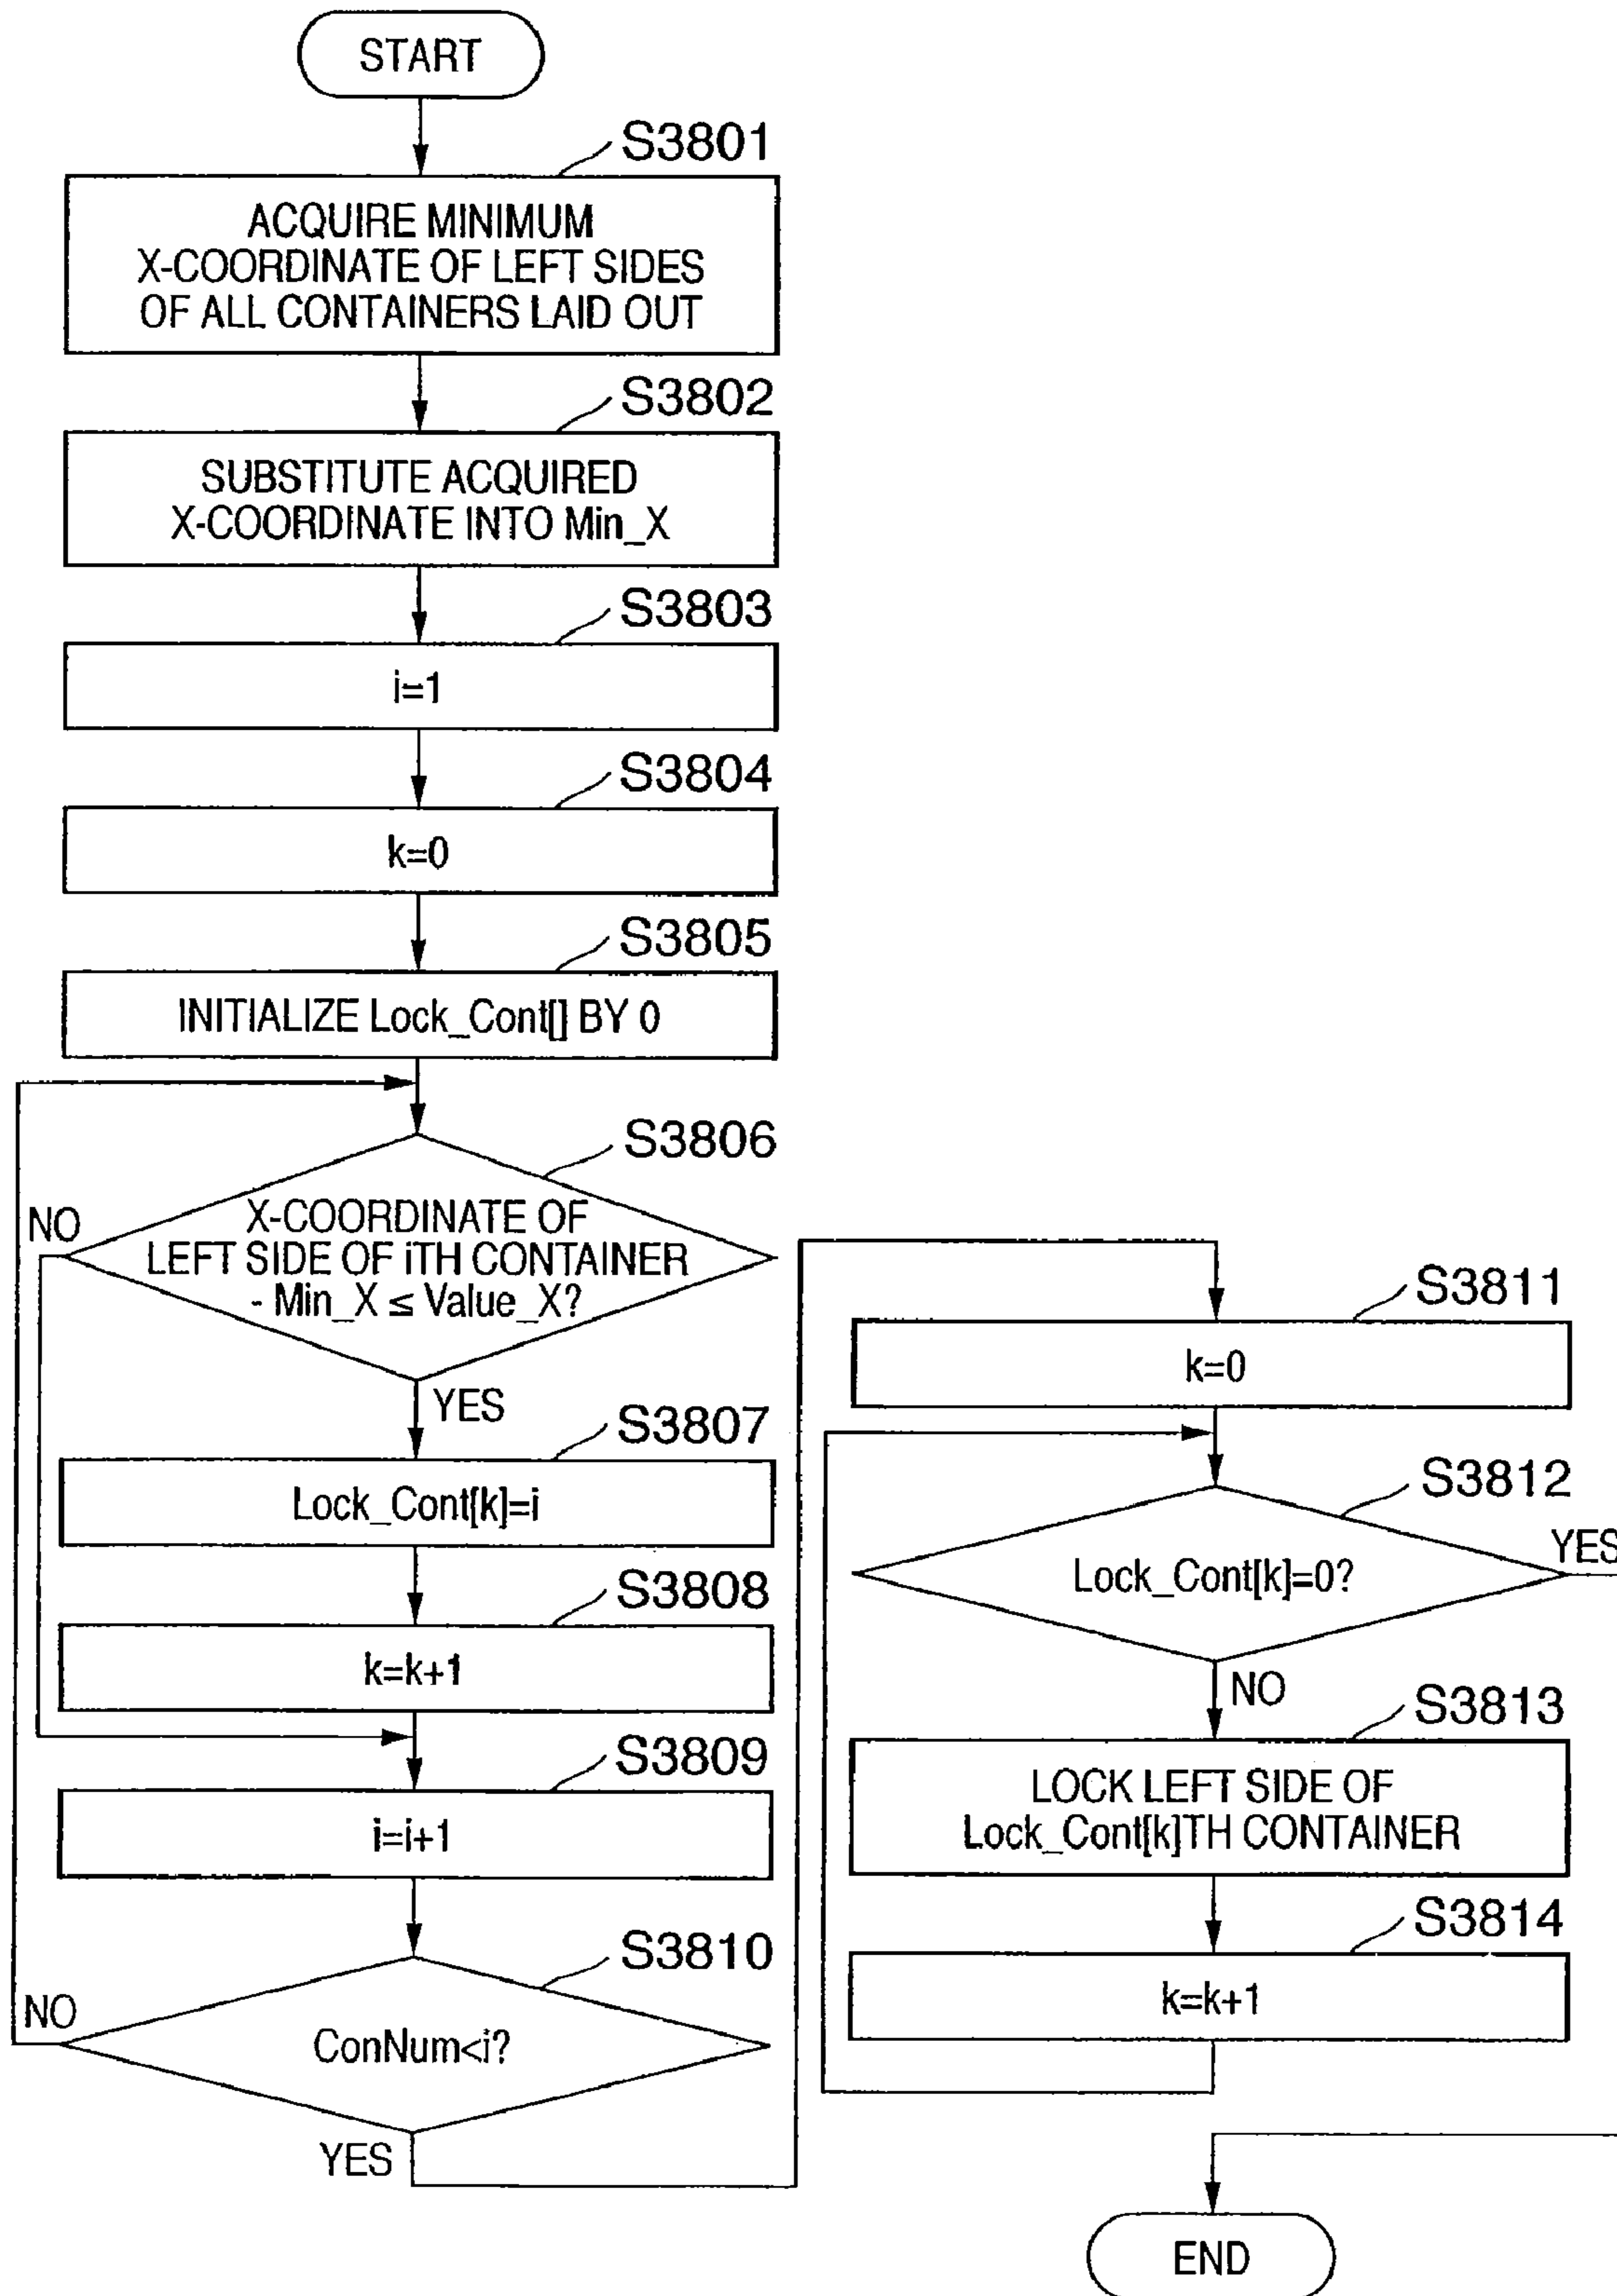 START
S3801
ACQUIRE MINIMUM
X-COORDINATE OF LEFT SIDES
OF ALL CONTAINERS LAID OUT
S3802
SUBSTITUTE ACQUIRED
X-COORDINATE INTO Min_X
S3803
i=1
S3804
k=0
S3805
INITIALIZE Lock_Cont[] BY 0
S3806
NO
X-COORDINATE OF
LEFT SIDE OF iTH CONTAINER
- Min_X ≤ Value_X?
YES
S3807
Lock_Cont[k]=i
S3808
k=k+1
S3809
i=i+1
S3810
NO
ConNum<i?
YES
S3811
k=0
S3812
YES
Lock_Cont[k]=0?
NO
S3813
LOCK LEFT SIDE OF
Lock_Cont[k]TH CONTAINER
S3814
k=k+1
END